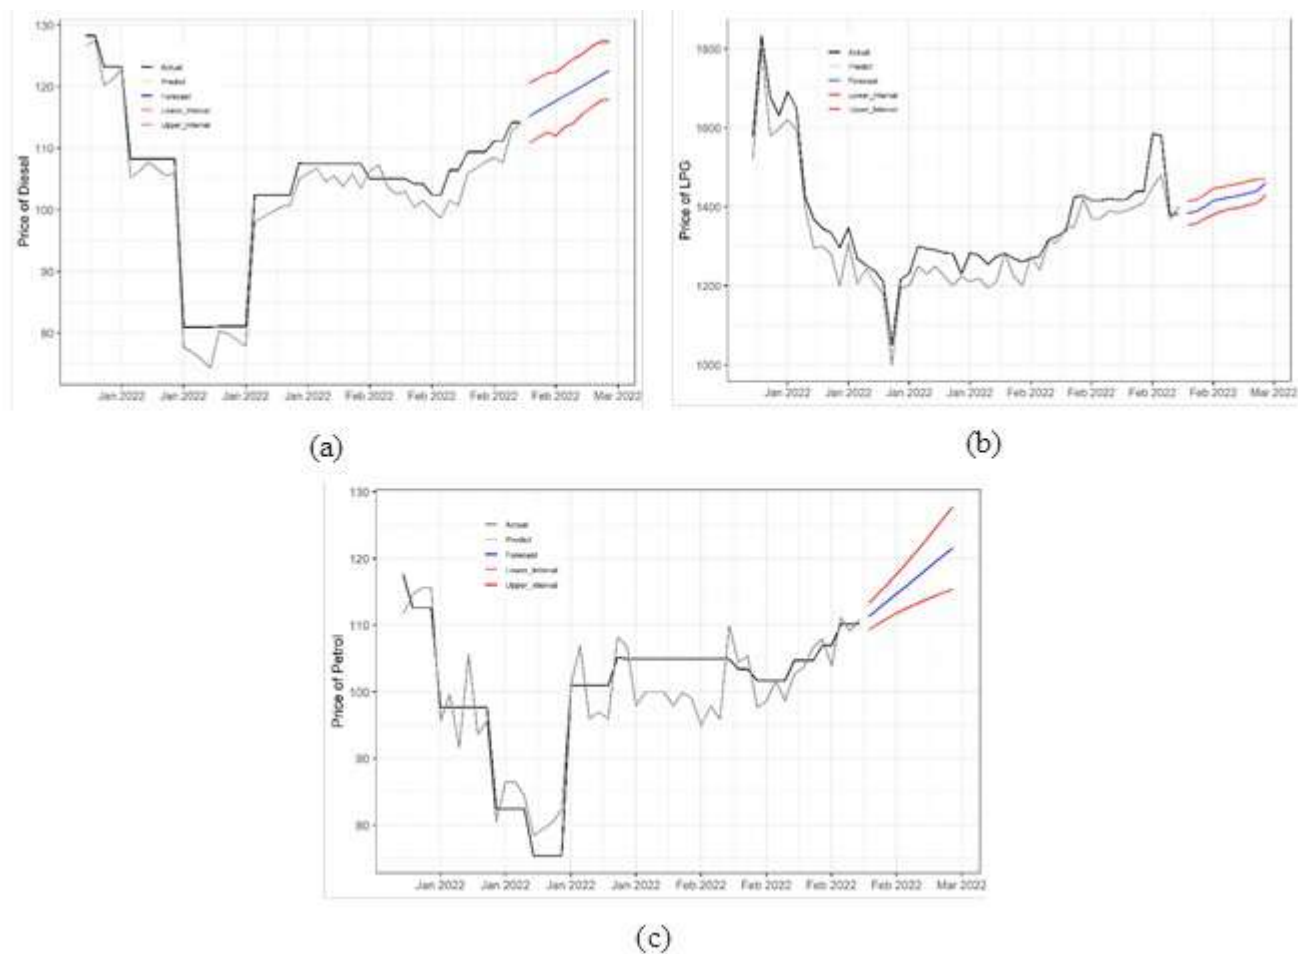 130
120
110
100
90
80
Price of Diesel
Actual
Predict
Forecast
Lower_Interval
Upper_Interval
Jan 2022 Jan 2022 Jan 2022 Jan 2022 Feb 2022 Feb 2022 Feb 2022 Feb 2022 Mar 2022
(a)
1800
1600
1400
1200
1000
Price of LPG
Actual
Predict
Forecast
Lower_Interval
Upper_Interval
Jan 2022 Jan 2022 Jan 2022 Jan 2022 Feb 2022 Feb 2022 Feb 2022 Feb 2023 Mar 2022
(b)
130
120
110
100
90
80
Price of Petrol
Actual
Predict
Forecast
Lower_Interval
Upper_Interval
Jan 2022 Jan 2022 Jan 2022 Jan 2022 Feb 2022 Feb 2022 Feb 2022 Feb 2022 Mar 2022
(c)